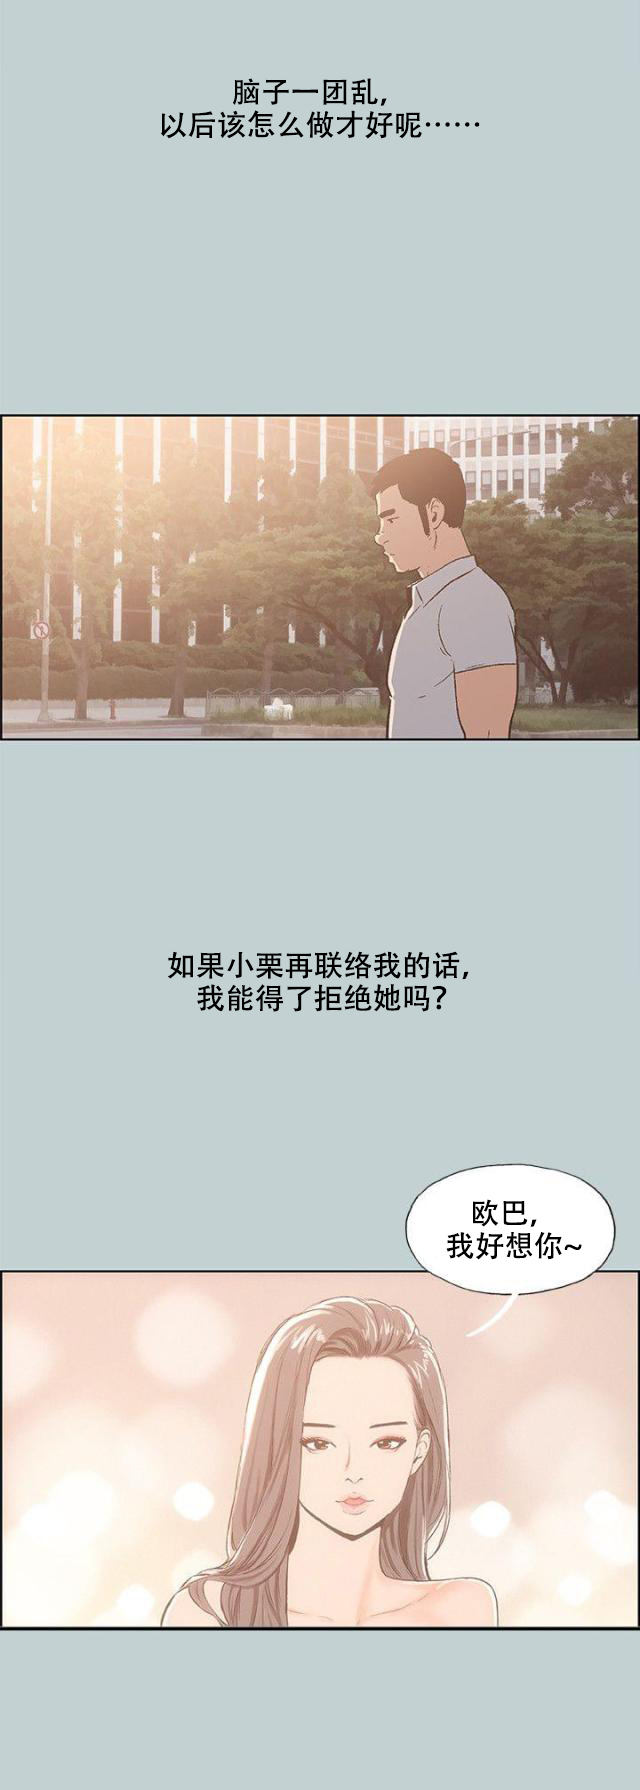 脑子一团乱，
以后该怎么做才好呢……
如果小栗再联络我的话，
我能得了拒绝她吗？
欧巴，
我好想你~